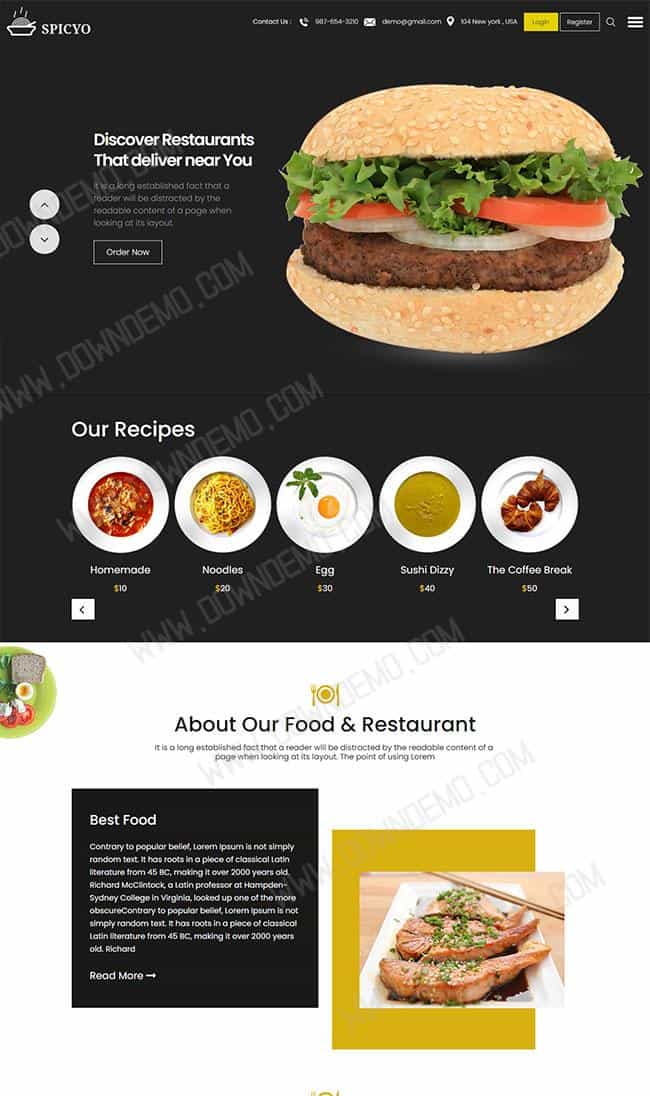 SPICYO
Contact Us :
987-654-3210
demo@gmail.com
104 New york , USA
Login
Register
Discover Restaurants
That deliver near You
It is a long established fact that a
reader will be distracted by the
readable content of a page when
looking at its layout.
Order Now
Our Recipes
Homemade
Noodles
Egg
Sushi Dizzy
The Coffee Break
$10
$20
$30
$40
$50
About Our Food & Restaurant
It is a long established fact that a reader will be distracted by the readable content of a
page when looking at its layout. The point of using Lorem
Best Food
Contrary to popular belief, Lorem Ipsum is not simply
random text. It has roots in a piece of classical Latin
literature from 45 BC, making it over 2000 years old.
Richard McClintock, a Latin professor at Hampden-
Sydney College in Virginia, looked up one of the more
obscureContrary to popular belief, Lorem Ipsum is not
simply random text. It has roots in a piece of classical
Latin literature from 45 BC, making it over 2000 years
old. Richard
Read More
WWW.DOWNDEMO.COM
WWW.DOWNDEMO.COM
WWW.DOWNDEMO.COM
WWW.DOWNDEMO.COM